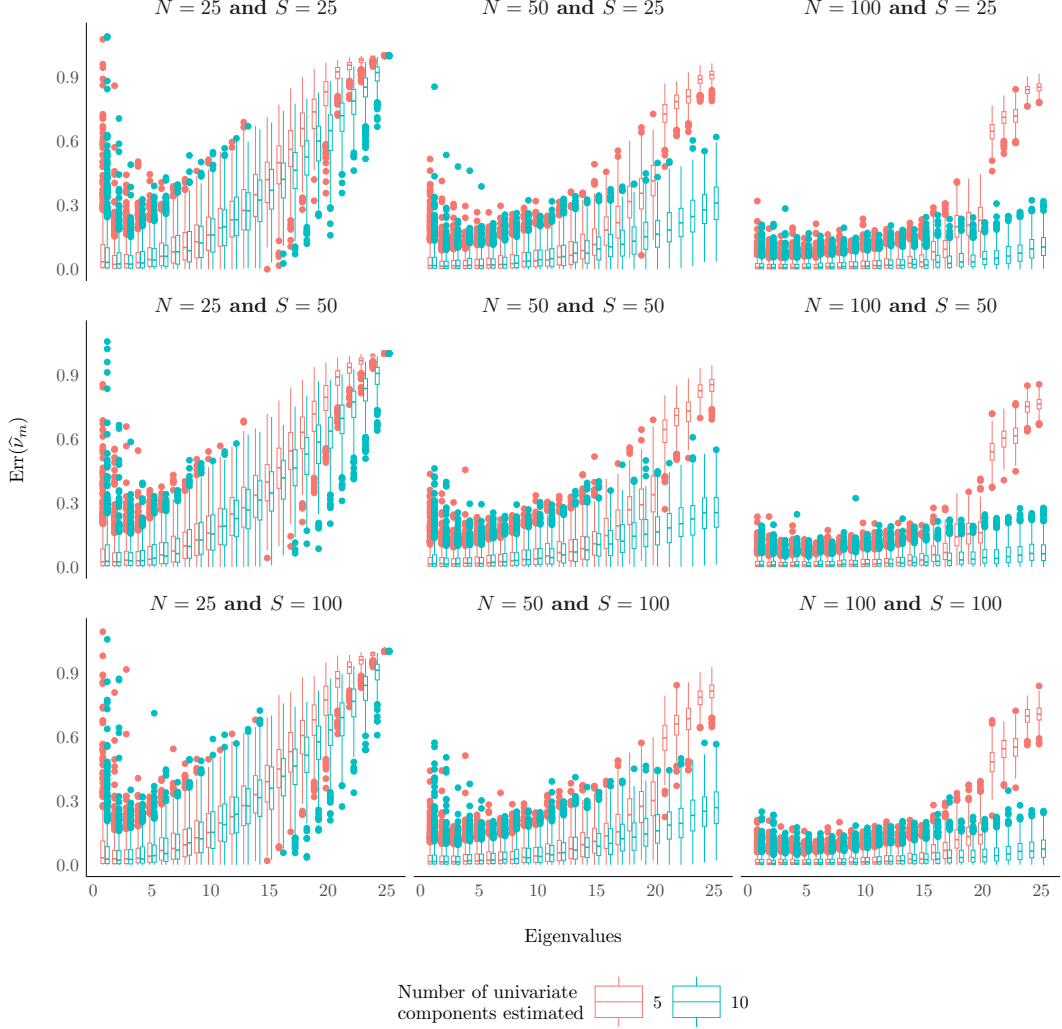 N = 25 and S = 25
N = 50 and S = 25
N = 100 and S = 25
0.9
0.6
0.3
0.0
N = 25 and S = 50
N = 50 and S = 50
N = 100 and S = 50
0.9
0.6
0.3
0.0
Err(ν̂ₘ)
N = 25 and S = 100
N = 50 and S = 100
N = 100 and S = 100
0.9
0.6
0.3
0.0
0 5 10 15 20 25
0 5 10 15 20 25
0 5 10 15 20 25
Eigenvalues
Number of univariate
components estimated
5
10